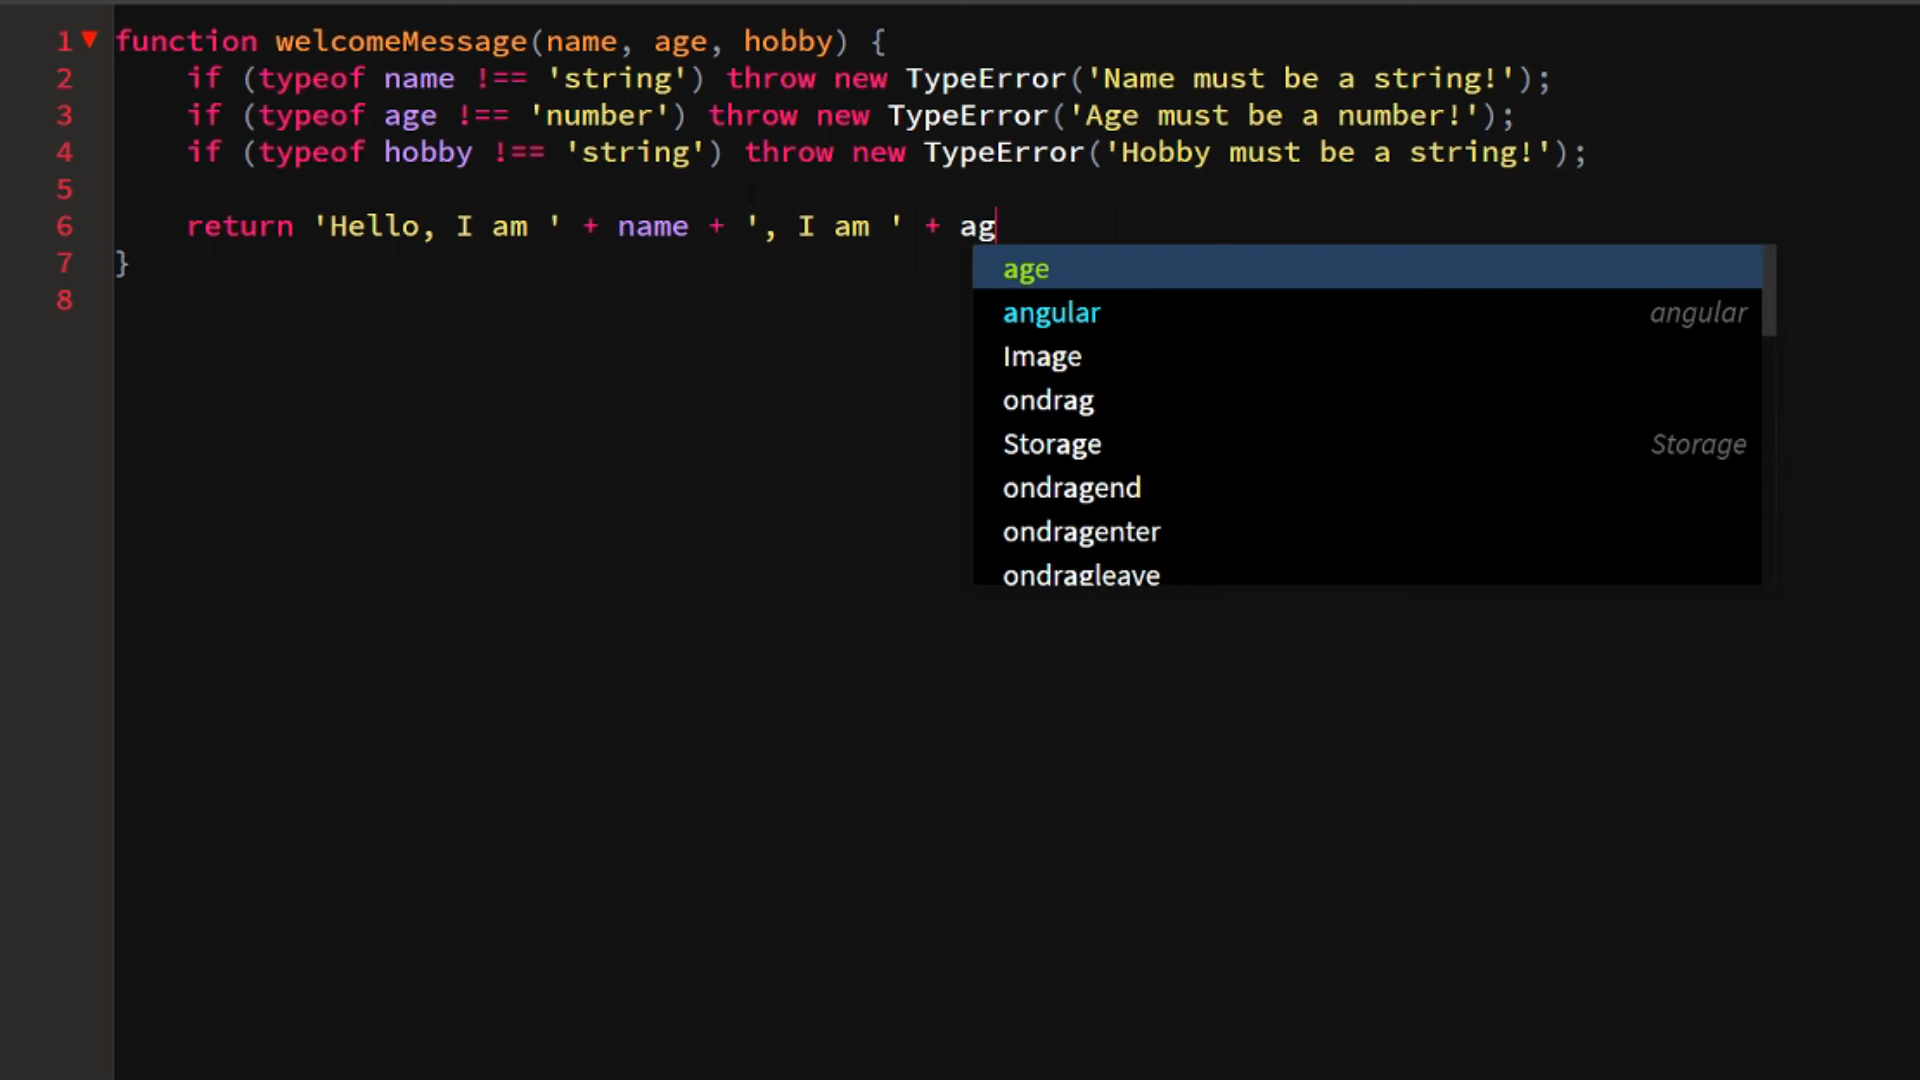 1 function welcomeMessage(name, age, hobby) {
2 if (typeof name !== 'string') throw new TypeError('Name must be a string!');
3 if (typeof age !== 'number') throw new TypeError('Age must be a number!');
4 if (typeof hobby !== 'string') throw new TypeError('Hobby must be a string!');
5
6 return 'Hello, I am ' + name + ', I am ' + ag
7 }
8
age
angular angular
Image
ondrag
Storage Storage
ondragend
ondragenter
ondragleave